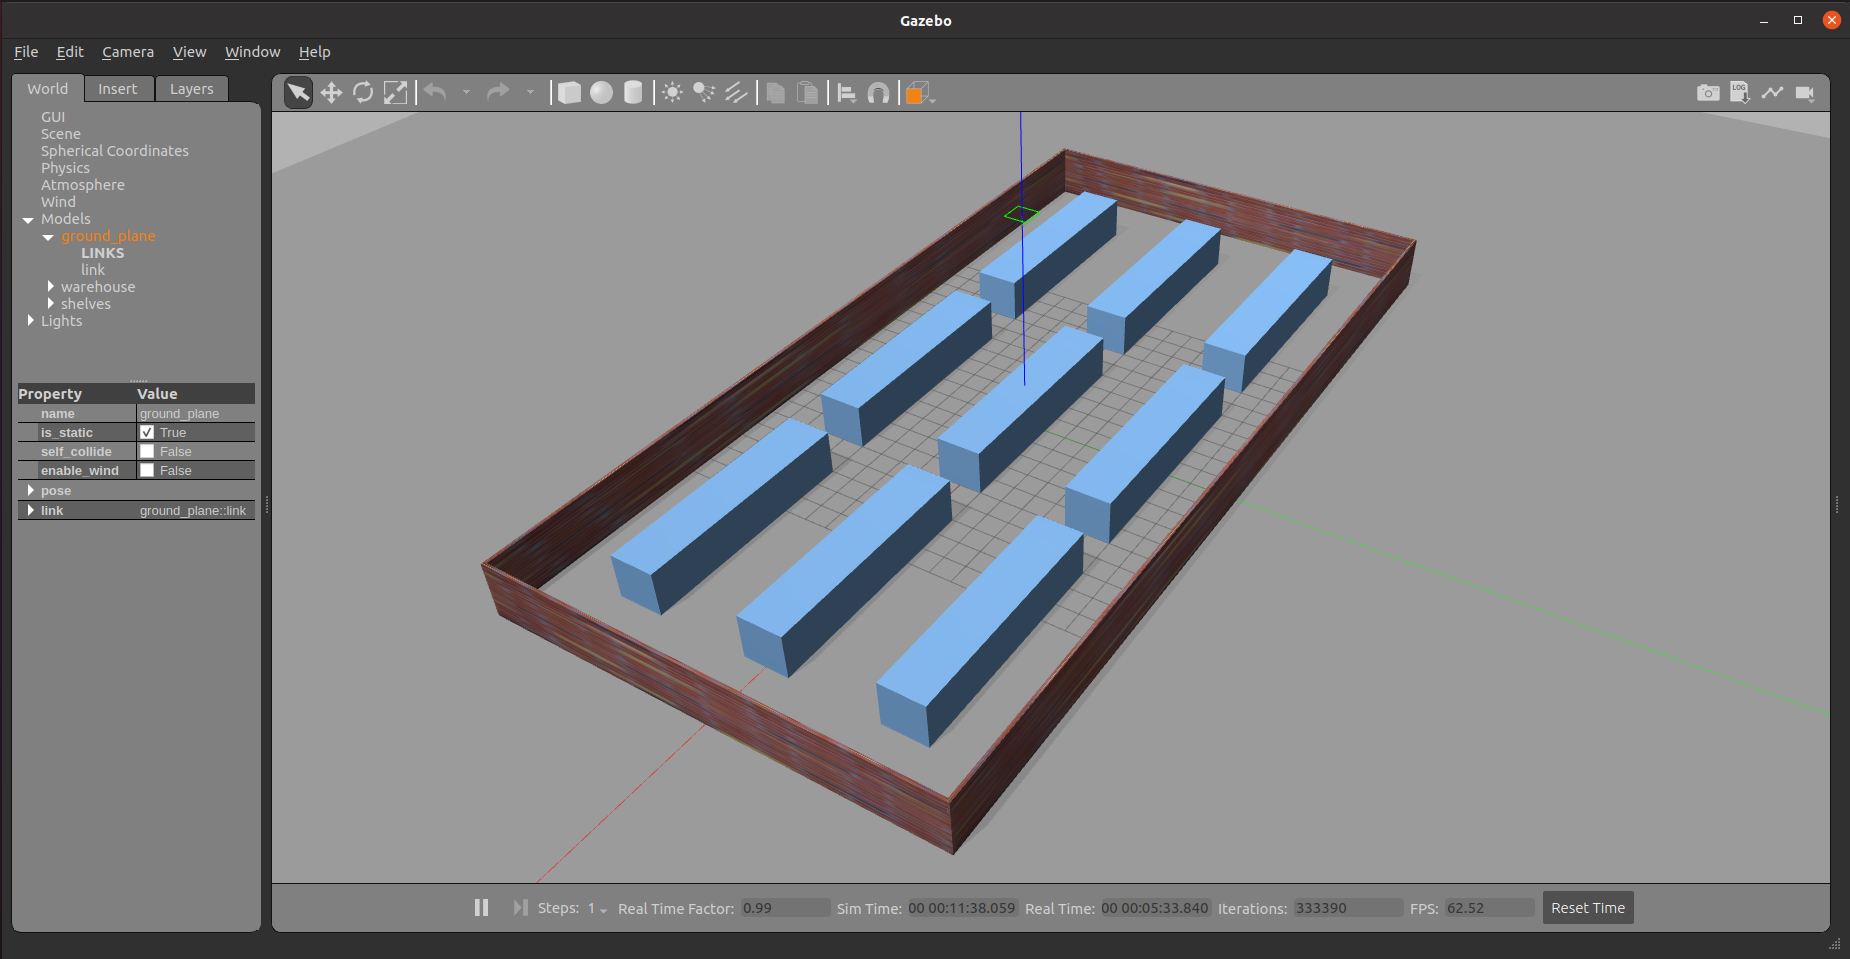 Gazebo
File Edit Camera View Window Help
World Insert Layers
GUI
Scene
Spherical Coordinates
Physics
Atmosphere
Wind
Models
ground_plane
LINKS
link
warehouse
shelves
Lights
Property Value
name ground_plane
is_static True
self_collide False
enable_wind False
pose
link ground_plane::link
LOG
Steps: 1 Real Time Factor: 0.99 Sim Time: 00 00:11:38.059 Real Time: 00 00:05:33.840 Iterations: 333390 FPS: 62.52 Reset Time